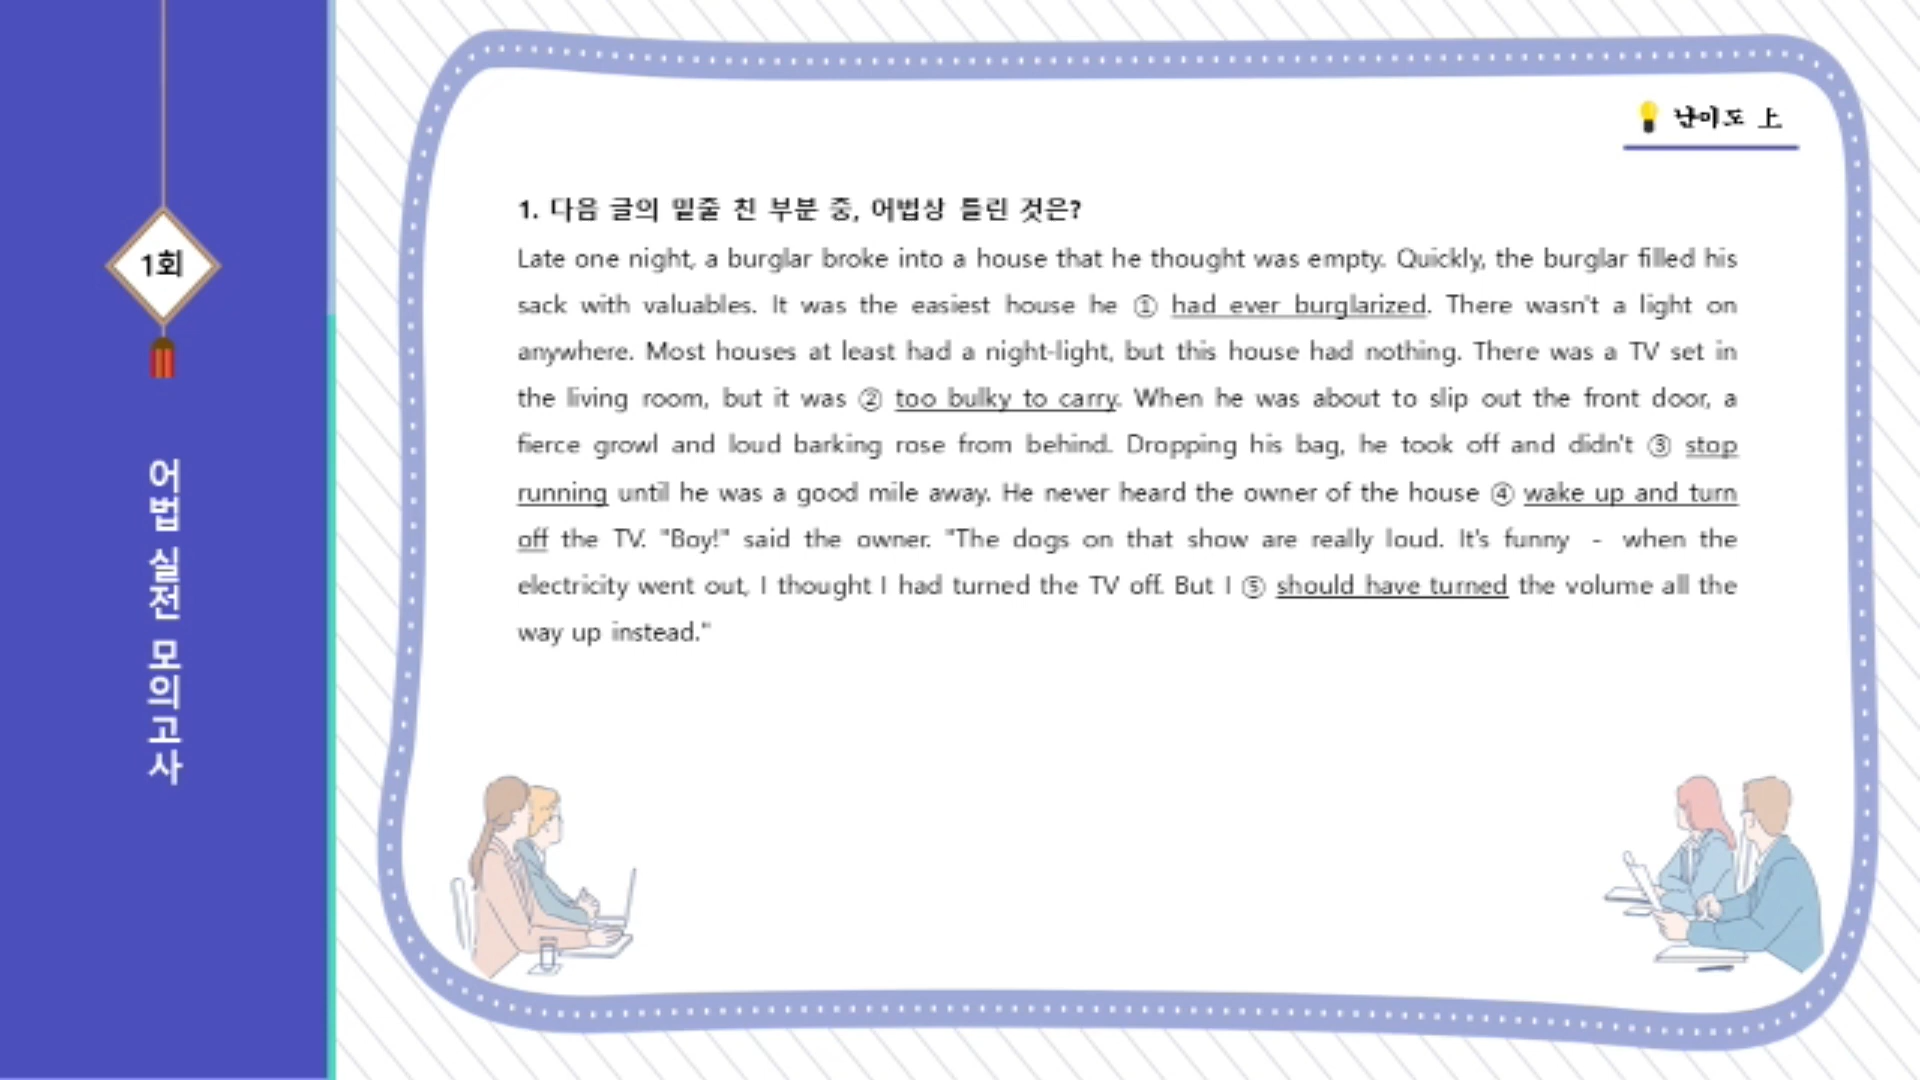 1회
어법 실전 모의고사
난이도 上
1. 다음 글의 밑줄 친 부분 중, 어법상 틀린 것은?
Late one night, a burglar broke into a house that he thought was empty. Quickly, the burglar filled his
sack with valuables. It was the easiest house he ① had ever burglarized. There wasn't a light on
anywhere. Most houses at least had a night-light, but this house had nothing. There was a TV set in
the living room, but it was ② too bulky to carry. When he was about to slip out the front door, a
fierce growl and loud barking rose from behind. Dropping his bag, he took off and didn't ③ stop
running until he was a good mile away. He never heard the owner of the house ④ wake up and turn
off the TV. "Boy!" said the owner. "The dogs on that show are really loud. It's funny - when the
electricity went out, I thought I had turned the TV off. But I ⑤ should have turned the volume all the
way up instead."